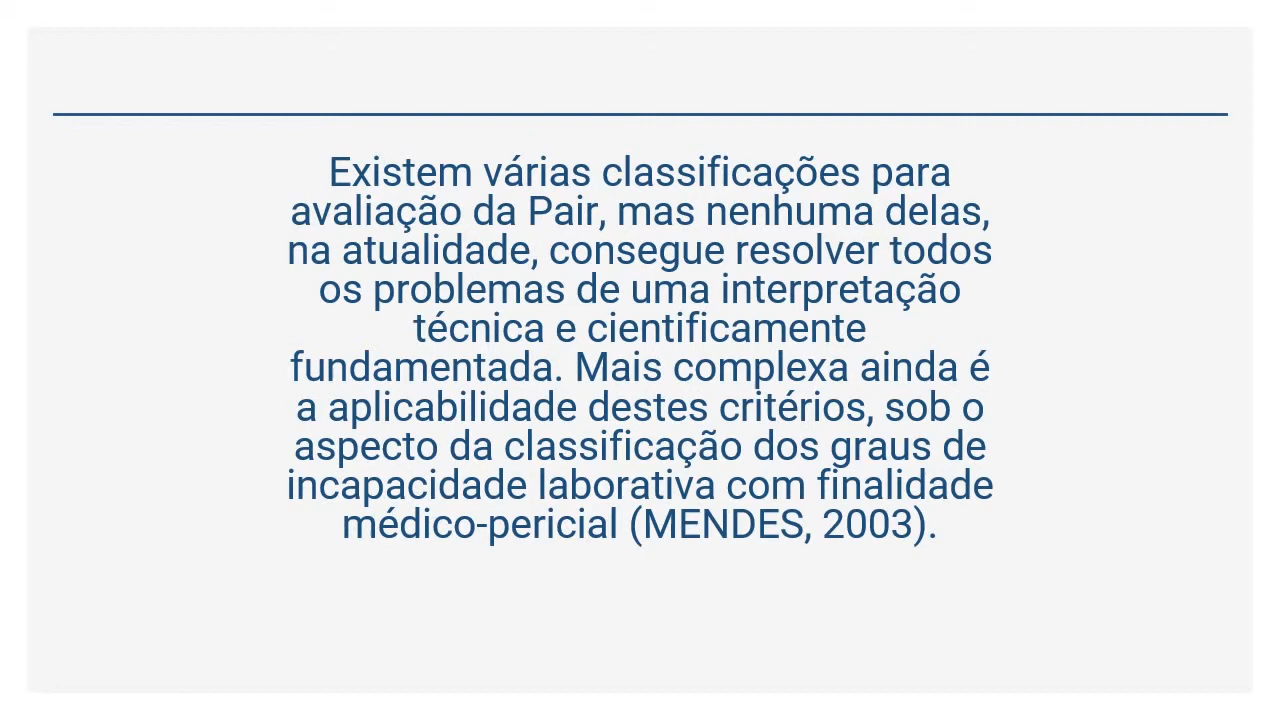 Existem várias classificações para
avaliação da Pair, mas nenhuma delas,
na atualidade, consegue resolver todos
os problemas de uma interpretação
técnica e cientificamente
fundamentada. Mais complexa ainda é
a aplicabilidade destes critérios, sob o
aspecto da classificação dos graus de
incapacidade laborativa com finalidade
médico-pericial (MENDES, 2003).